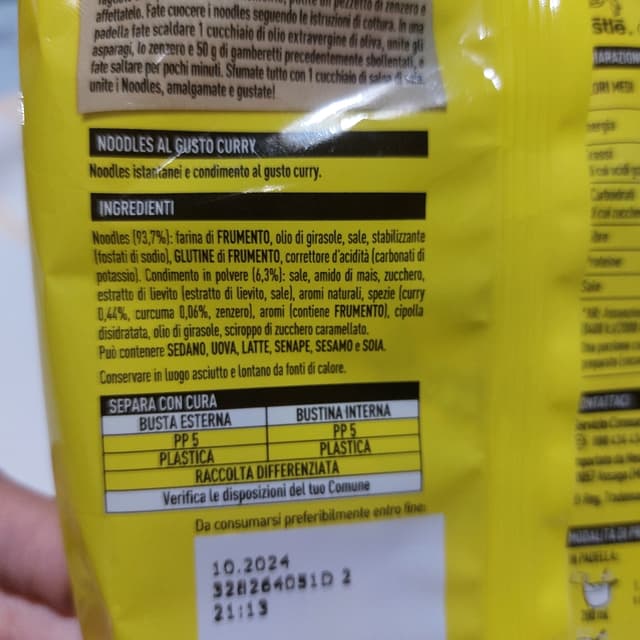 affettatelo. Fate cuocere i noodles seguendo le istruzioni di cottura. In una
padella fate scaldare 1 cucchiaio di olio extravergine di oliva, unite gli
asparagi, lo zenzero e 50 g di gamberetti precedentemente sbollentati, e
fate saltare per pochi minuti. Sfumate tutto con 1 cucchiaio di salsa di soia,
unite i Noodles, amalgamate e gustate!
NOODLES AL GUSTO CURRY
Noodles istantanei e condimento al gusto curry.
INGREDIENTI
Noodles (93,7%): farina di FRUMENTO, olio di girasole, sale, stabilizzante
(fosfati di sodio), GLUTINE di FRUMENTO, correttore d'acidità (carbonati di
potassio). Condimento in polvere (6,3%): sale, amido di mais, zucchero,
estratto di lievito (estratto di lievito, sale), aromi naturali, spezie (curry
0,44%, curcuma 0,06%, zenzero), aromi (contiene FRUMENTO), cipolla
disidratata, olio di girasole, sciroppo di zucchero caramellato.
Può contenere SEDANO, UOVA, LATTE, SENAPE, SESAMO e SOIA.
Conservare in luogo asciutto e lontano da fonti di calore.
SEPARA CON CURA
BUSTA ESTERNA BUSTINA INTERNA
PP 5 PP 5
PLASTICA PLASTICA
RACCOLTA DIFFERENZIATA
Verifica le disposizioni del tuo Comune
Da consumarsi preferibilmente entro fine:
10.2024
328264051D 2
21:13
Sale